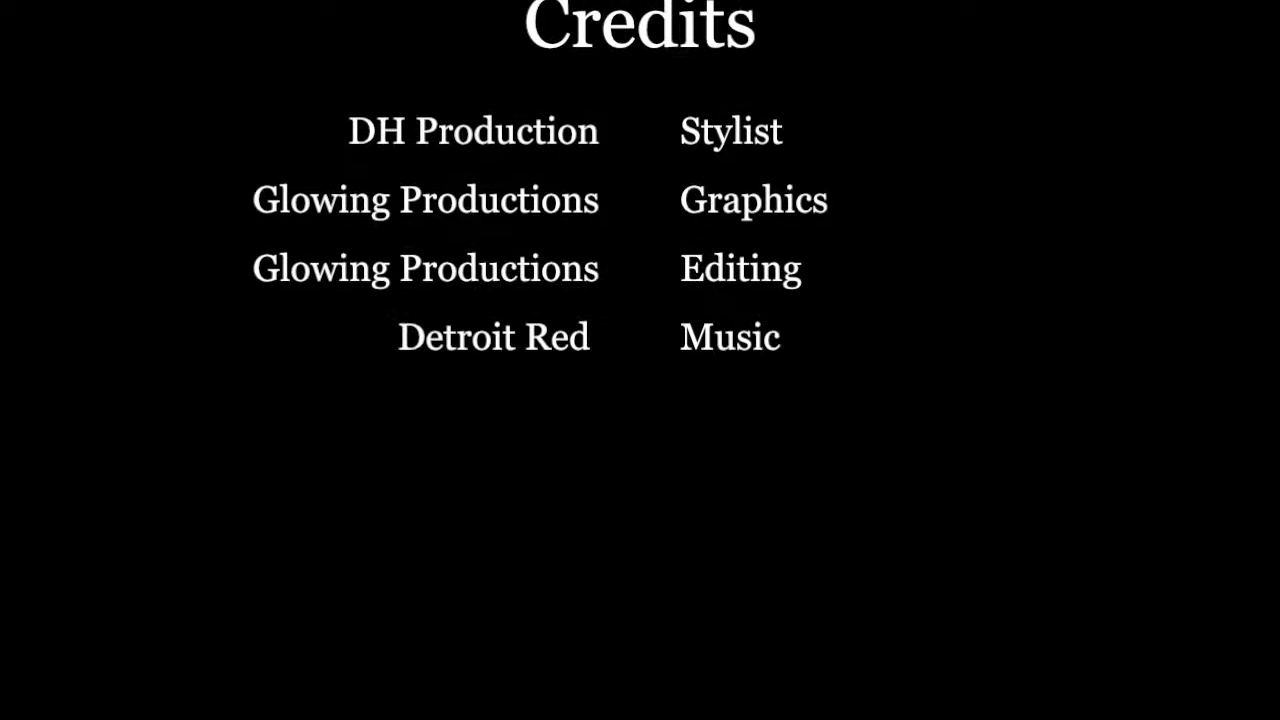 Credits
DH Production Stylist
Glowing Productions Graphics
Glowing Productions Editing
Detroit Red Music